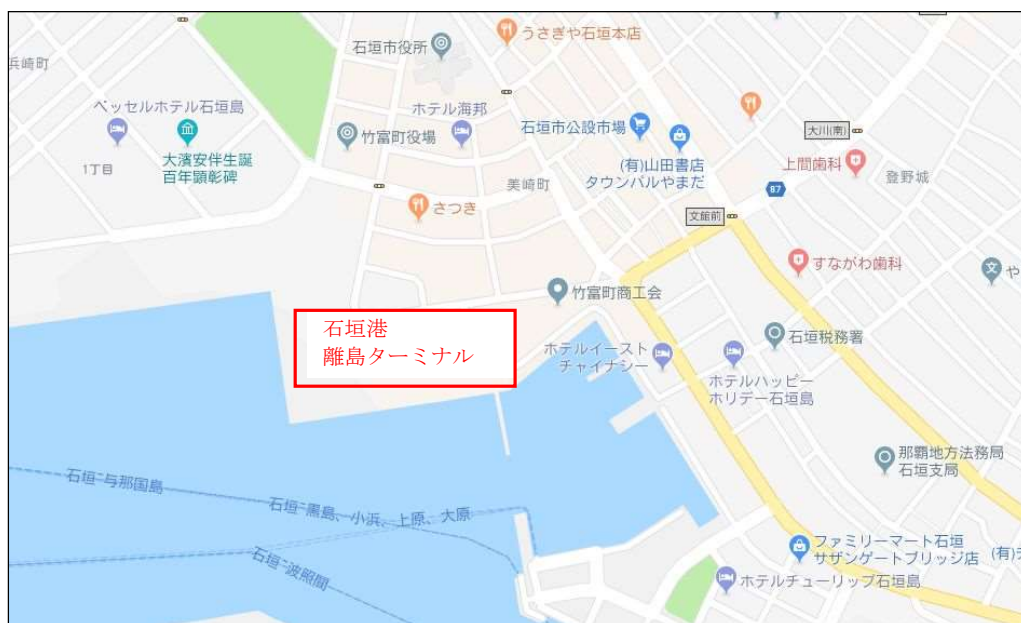 うさぎや石垣本店
石垣市役所
兵崎町
ベッセルホテル石垣島
ホテル海邦
石垣市公設市場
大川(南)
竹富町役場
大濱安伴生誕
百年顕彰碑
1丁目
(有)山田書店
タウンパルやまだ
上間歯科
登野城
美崎町
87
さつき
文館前
すながわ歯科
文
や
竹富町商工会
石垣港
離島ターミナル
石垣税務署
ホテルイースト
チャイナシー
ホテルハッピー
ホリデー石垣島
那覇地方法務局
石垣支局
石垣-与那国島
石垣-黒島、小浜、上原、大原
石垣-波照間
ファミリーマート石垣
サザンゲートブリッジ店
(有)
ホテルチューリップ石垣島